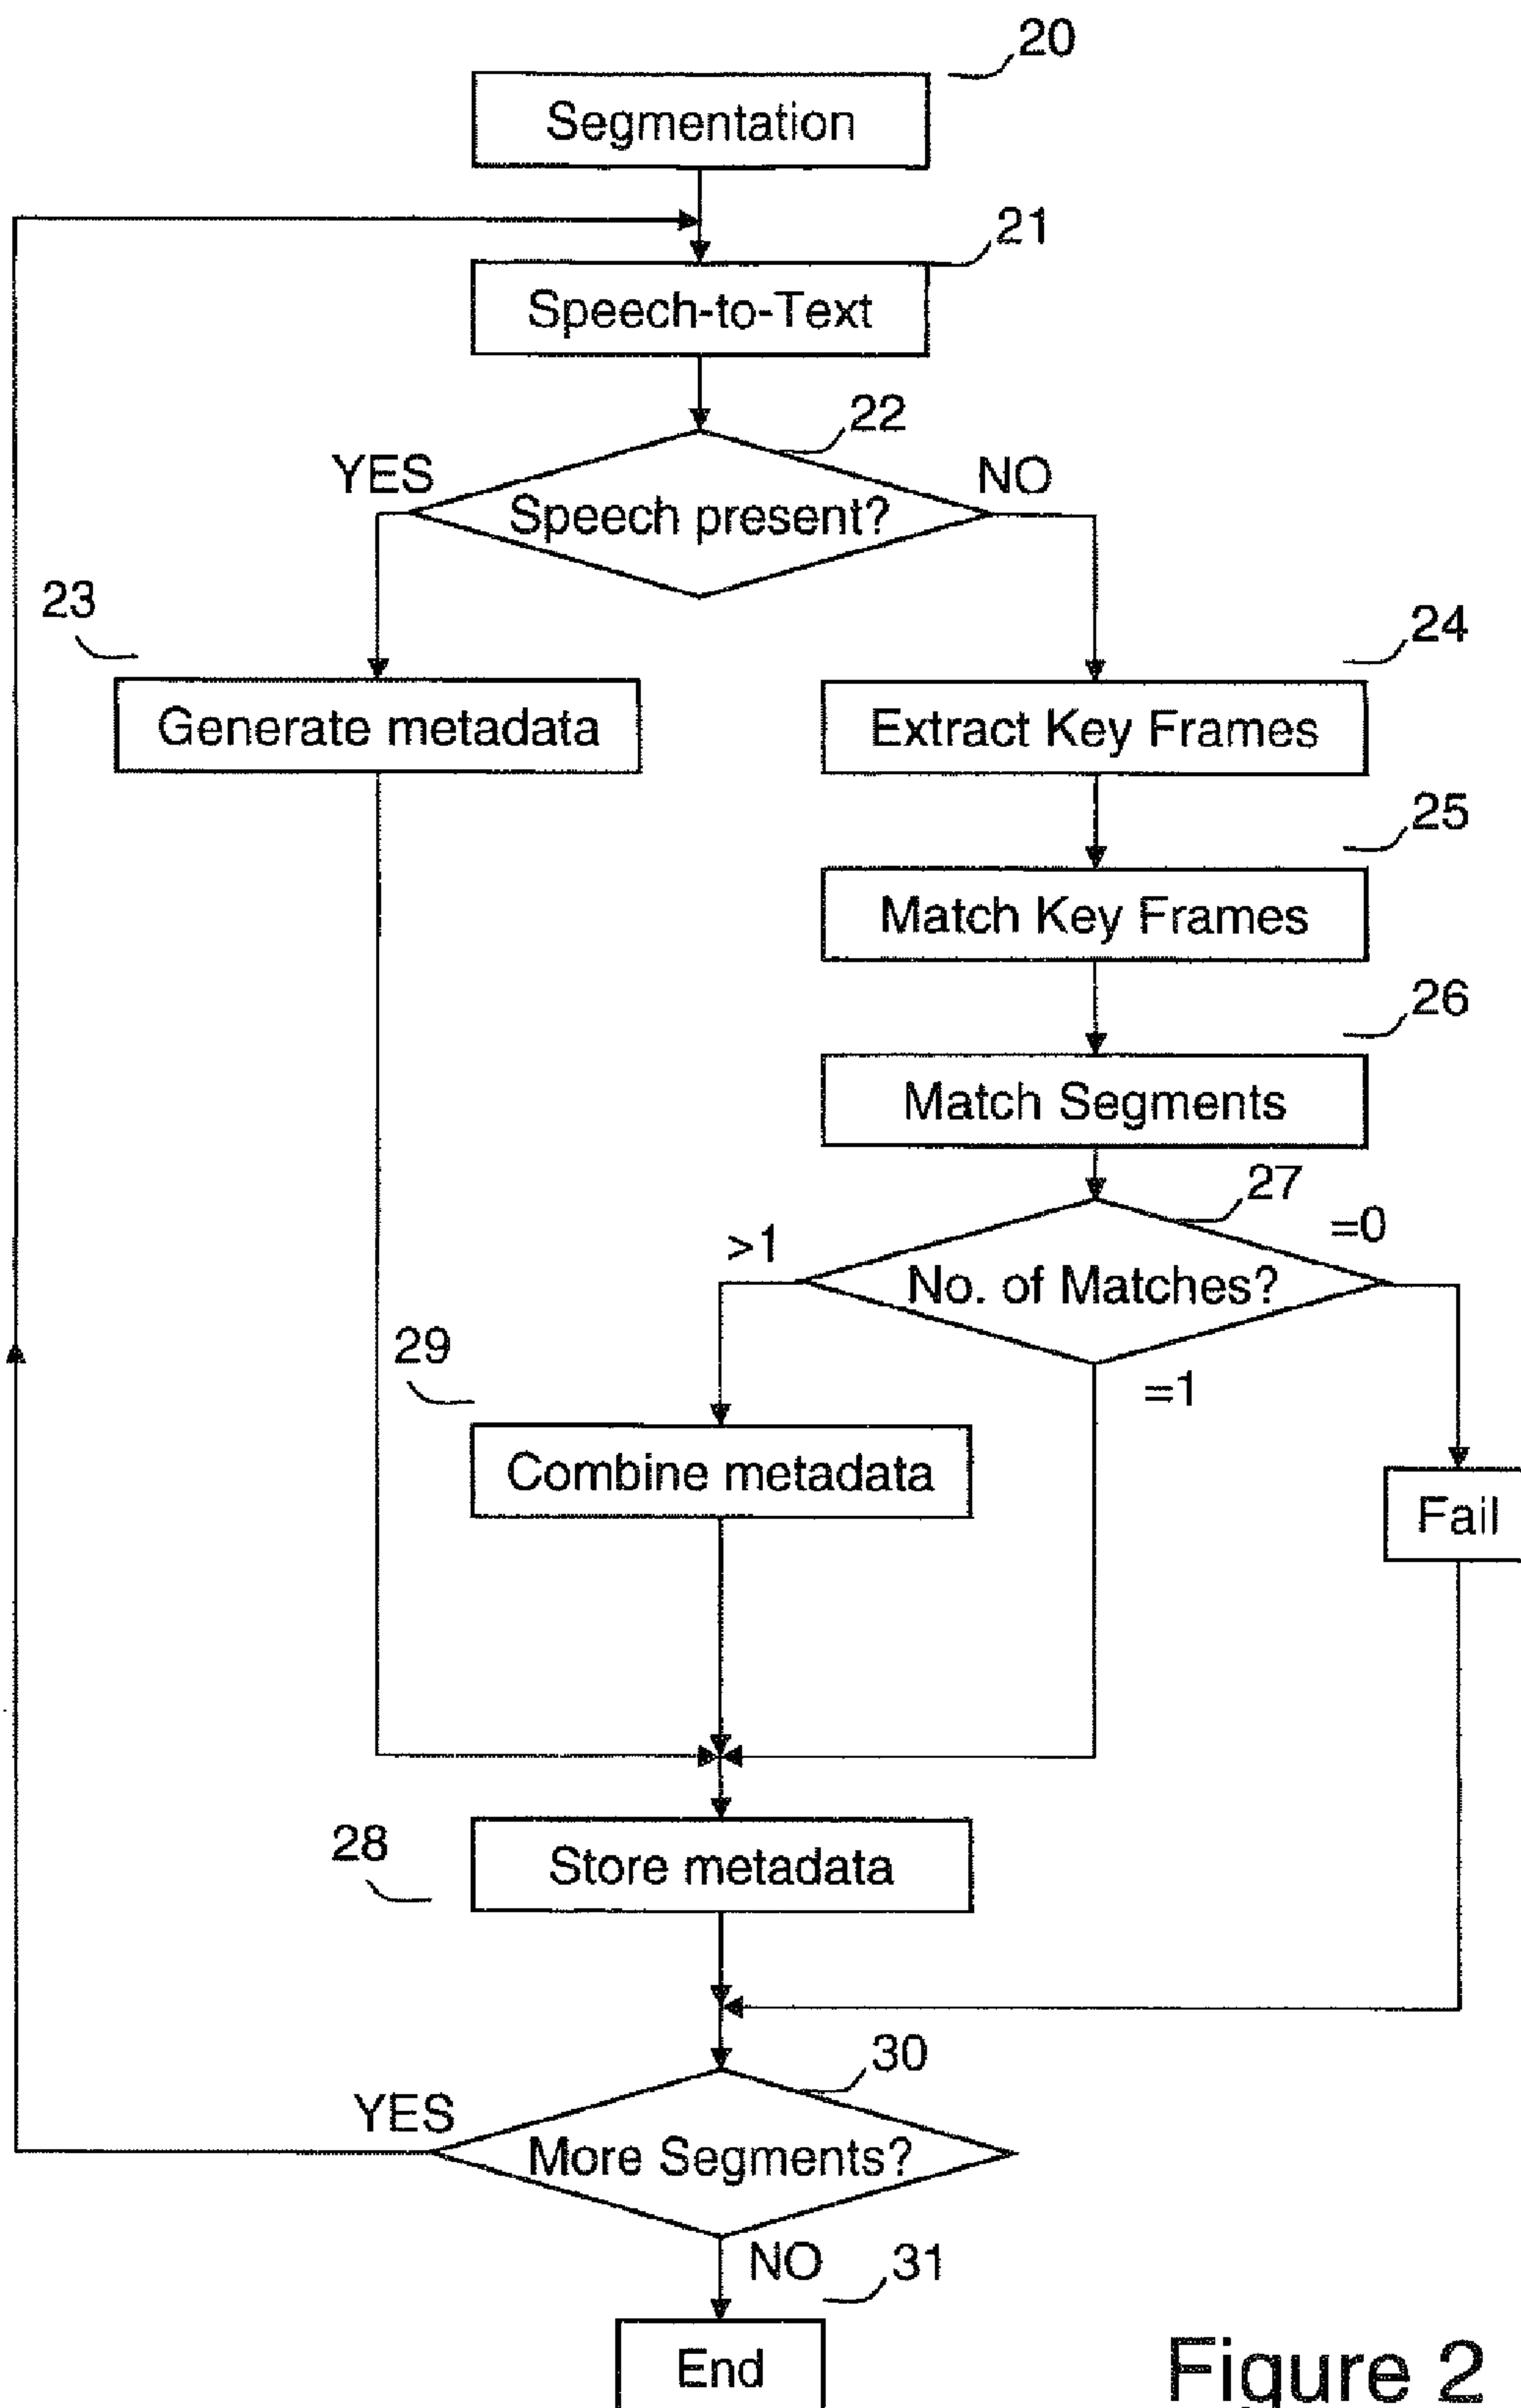 20
Segmentation
21
Speech-to-Text
22
YES
NO
Speech present?
23
24
Generate metadata
Extract Key Frames
25
Match Key Frames
26
Match Segments
27
=0
>1
No. of Matches?
29
=1
Combine metadata
Fail
28
Store metadata
30
YES
More Segments?
NO
31
End
Figure 2